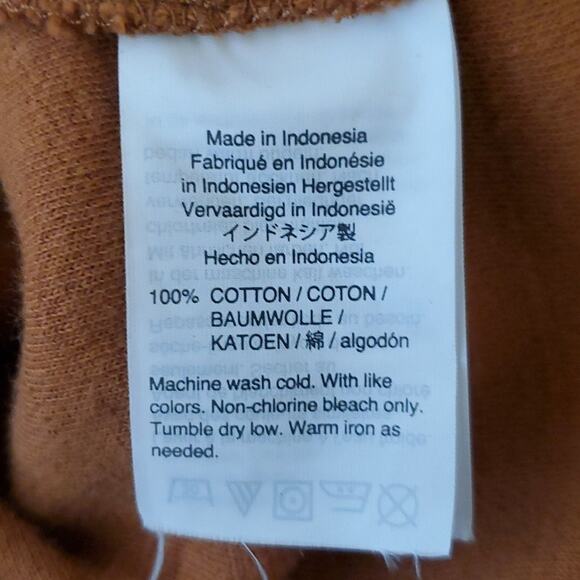 Made in Indonesia
Fabriqué en Indonésie
in Indonesien Hergestellt
Vervaardigd in Indonesië
インドネシア製
Hecho en Indonesia
100% COTTON / COTON /
BAUMWOLLE /
KATOEN / 綿 / algodón
Machine wash cold. With like
colors. Non-chlorine bleach only.
Tumble dry low. Warm iron as
needed.